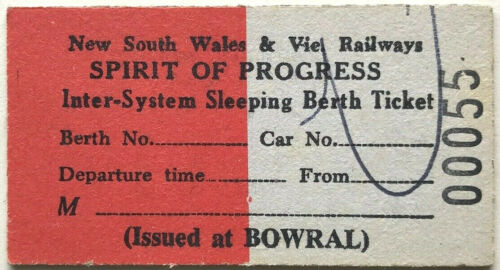 New South Wales & Vic. Railways
SPIRIT OF PROGRESS
Inter-System Sleeping Berth Ticket
Berth No. Car No.
Departure time From
M
(Issued at BOWRAL)
00055